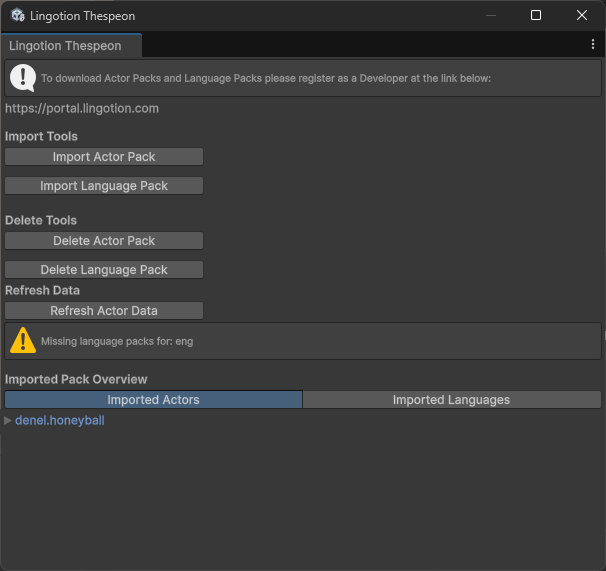 Lingotion Thespeon
Lingotion Thespeon
To download Actor Packs and Language Packs please register as a Developer at the link below:
https://portal.lingotion.com
Import Tools
Import Actor Pack
Import Language Pack
Delete Tools
Delete Actor Pack
Delete Language Pack
Refresh Data
Refresh Actor Data
Missing language packs for: eng
Imported Pack Overview
Imported Actors
Imported Languages
denel.honeyball